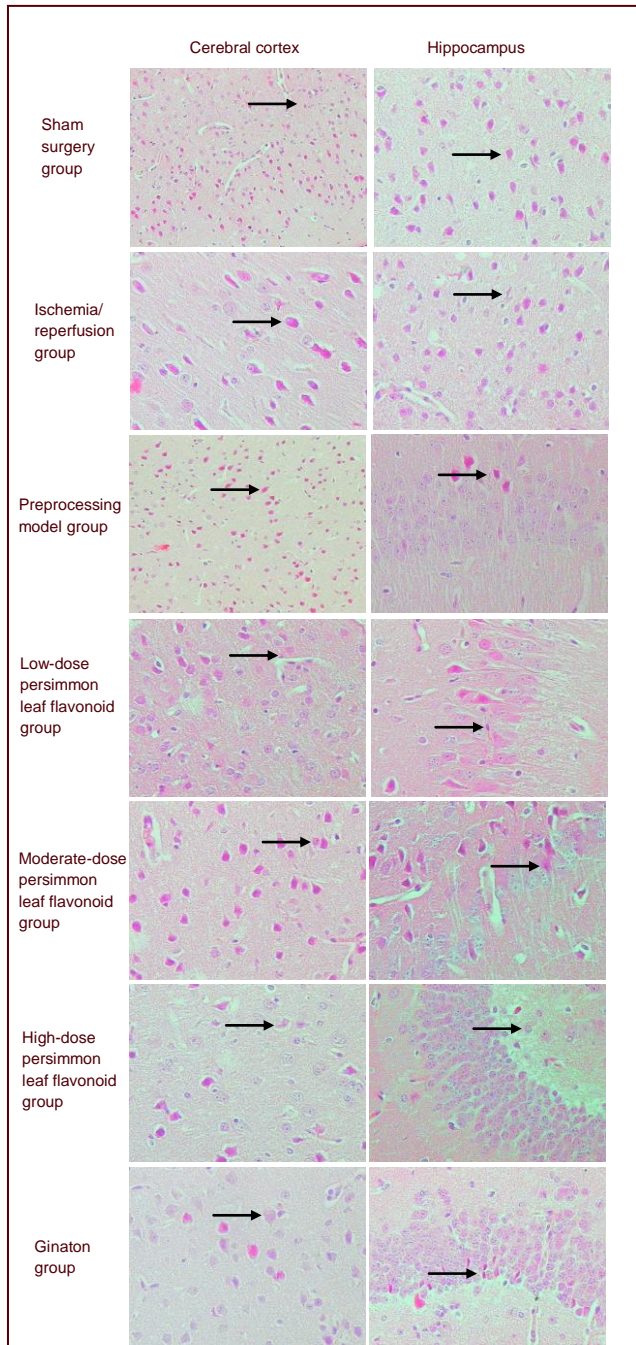 Cerebral cortex
Hippocampus
Sham
surgery
group
Ischemia/
reperfusion
group
Preprocessing
model group
Low-dose
persimmon
leaf flavonoid
group
Moderate-dose
persimmon
leaf flavonoid
group
High-dose
persimmon
leaf flavonoid
group
Ginaton
group